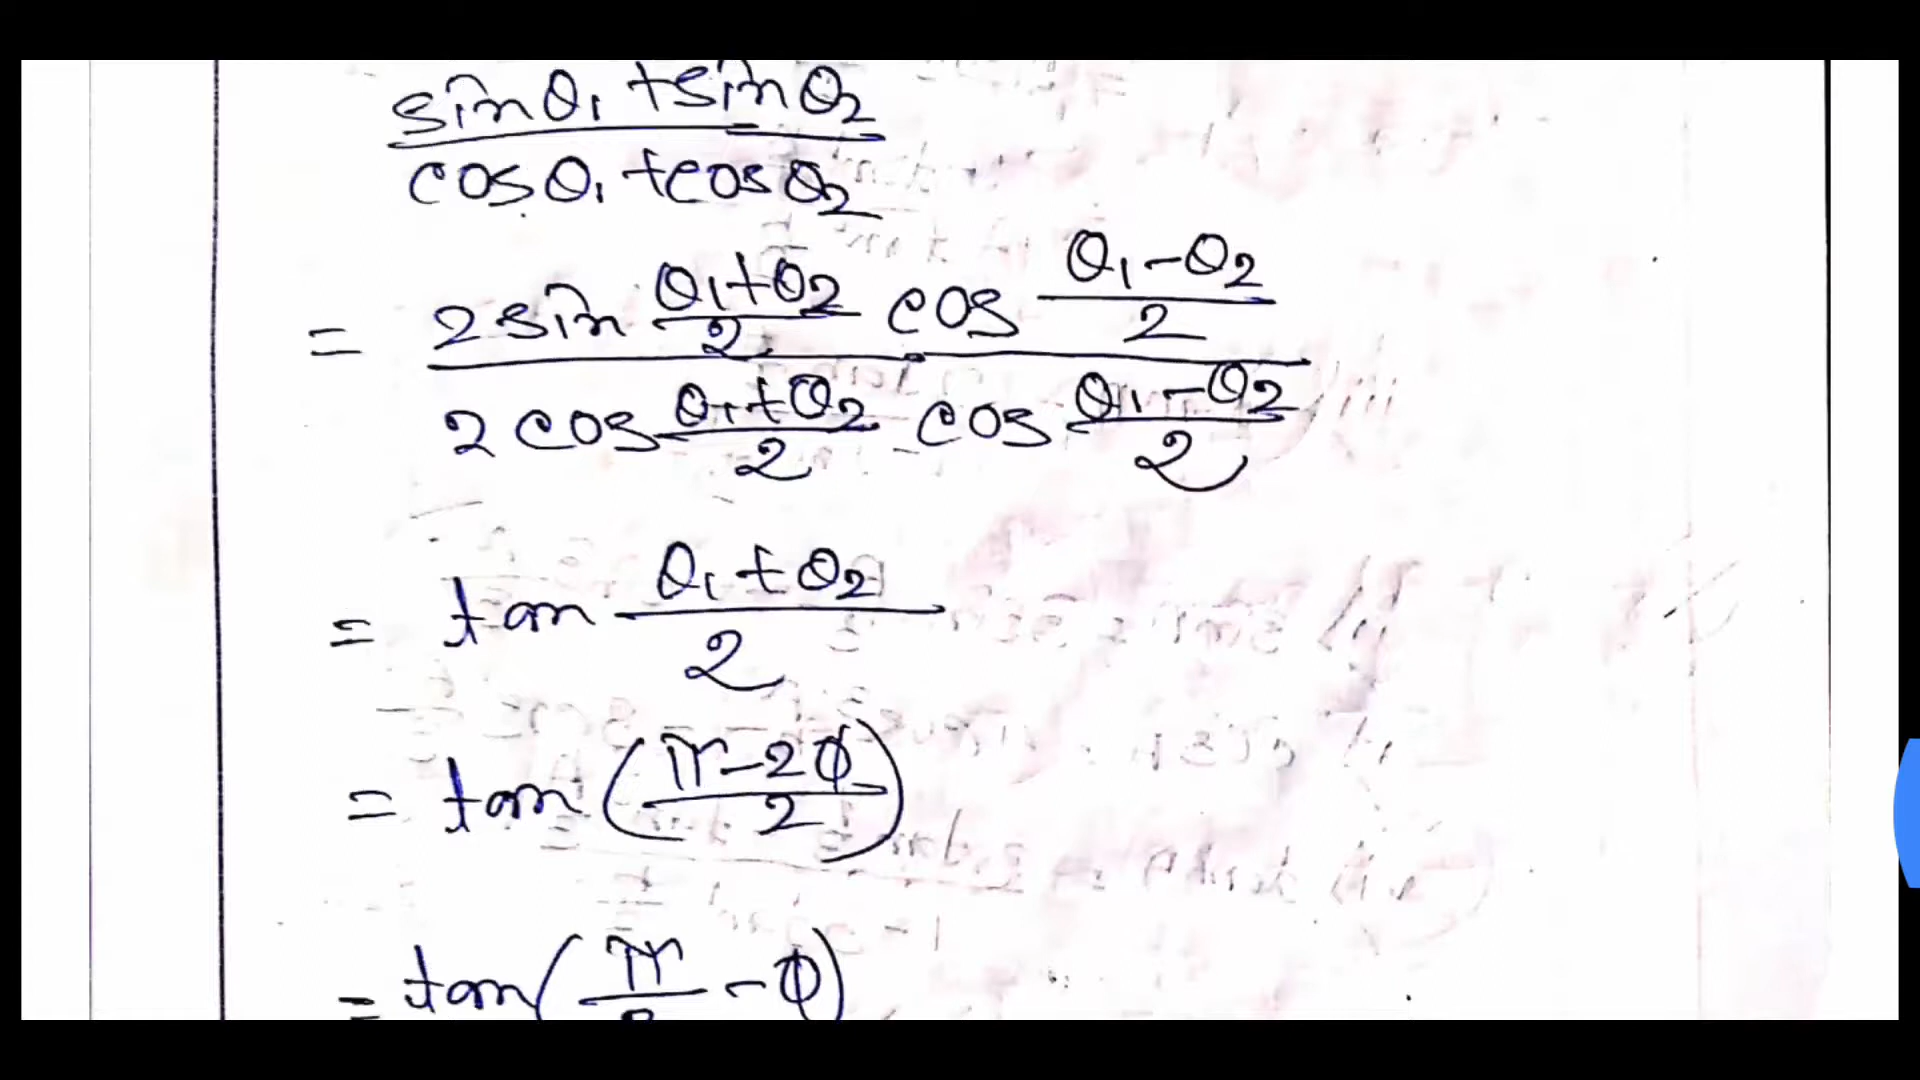 sinθ₁ + sinθ₂
cosθ₁ + cosθ₂
= 2 sin (θ₁+θ₂)/2 cos (θ₁-θ₂)/2
2 cos (θ₁+θ₂)/2 cos (θ₁-θ₂)/2
= tan (θ₁+θ₂)/2
= tan ((π-2ϕ)/2)
= tan(π/2 - ϕ)